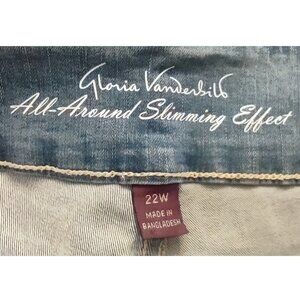 Gloria Vanderbilt
All-Around Slimming Effect
22W
MADE IN
BANGLADESH